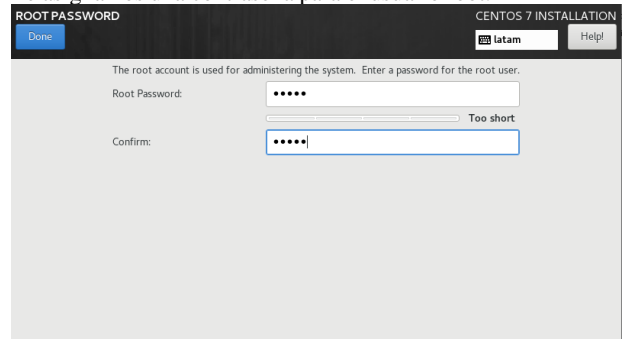 ROOT PASSWORD
CENTOS 7 INSTALLATION
Done
latam
Help!
The root account is used for administering the system. Enter a password for the root user.
Root Password:
•••••
Too short
Confirm:
•••••